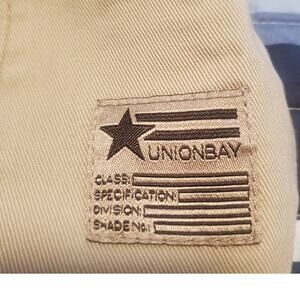 UNIONBAY
CLASS:
SPECIFICATION:
DIVISION:
SHADE No.: